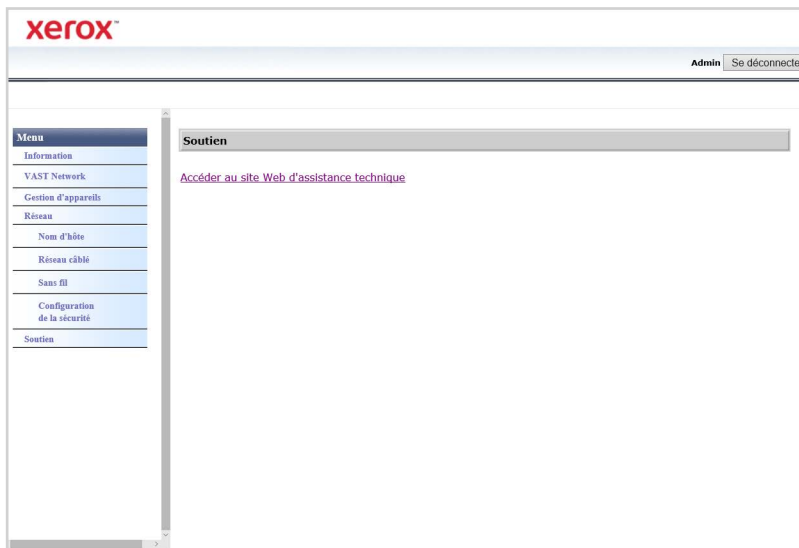 xerox™
Admin Se déconnecte
Menu
Information
VAST Network
Gestion d'appareils
Réseau
Nom d'hôte
Réseau câblé
Sans fil
Configuration
de la sécurité
Soutien
Soutien
Accéder au site Web d'assistance technique